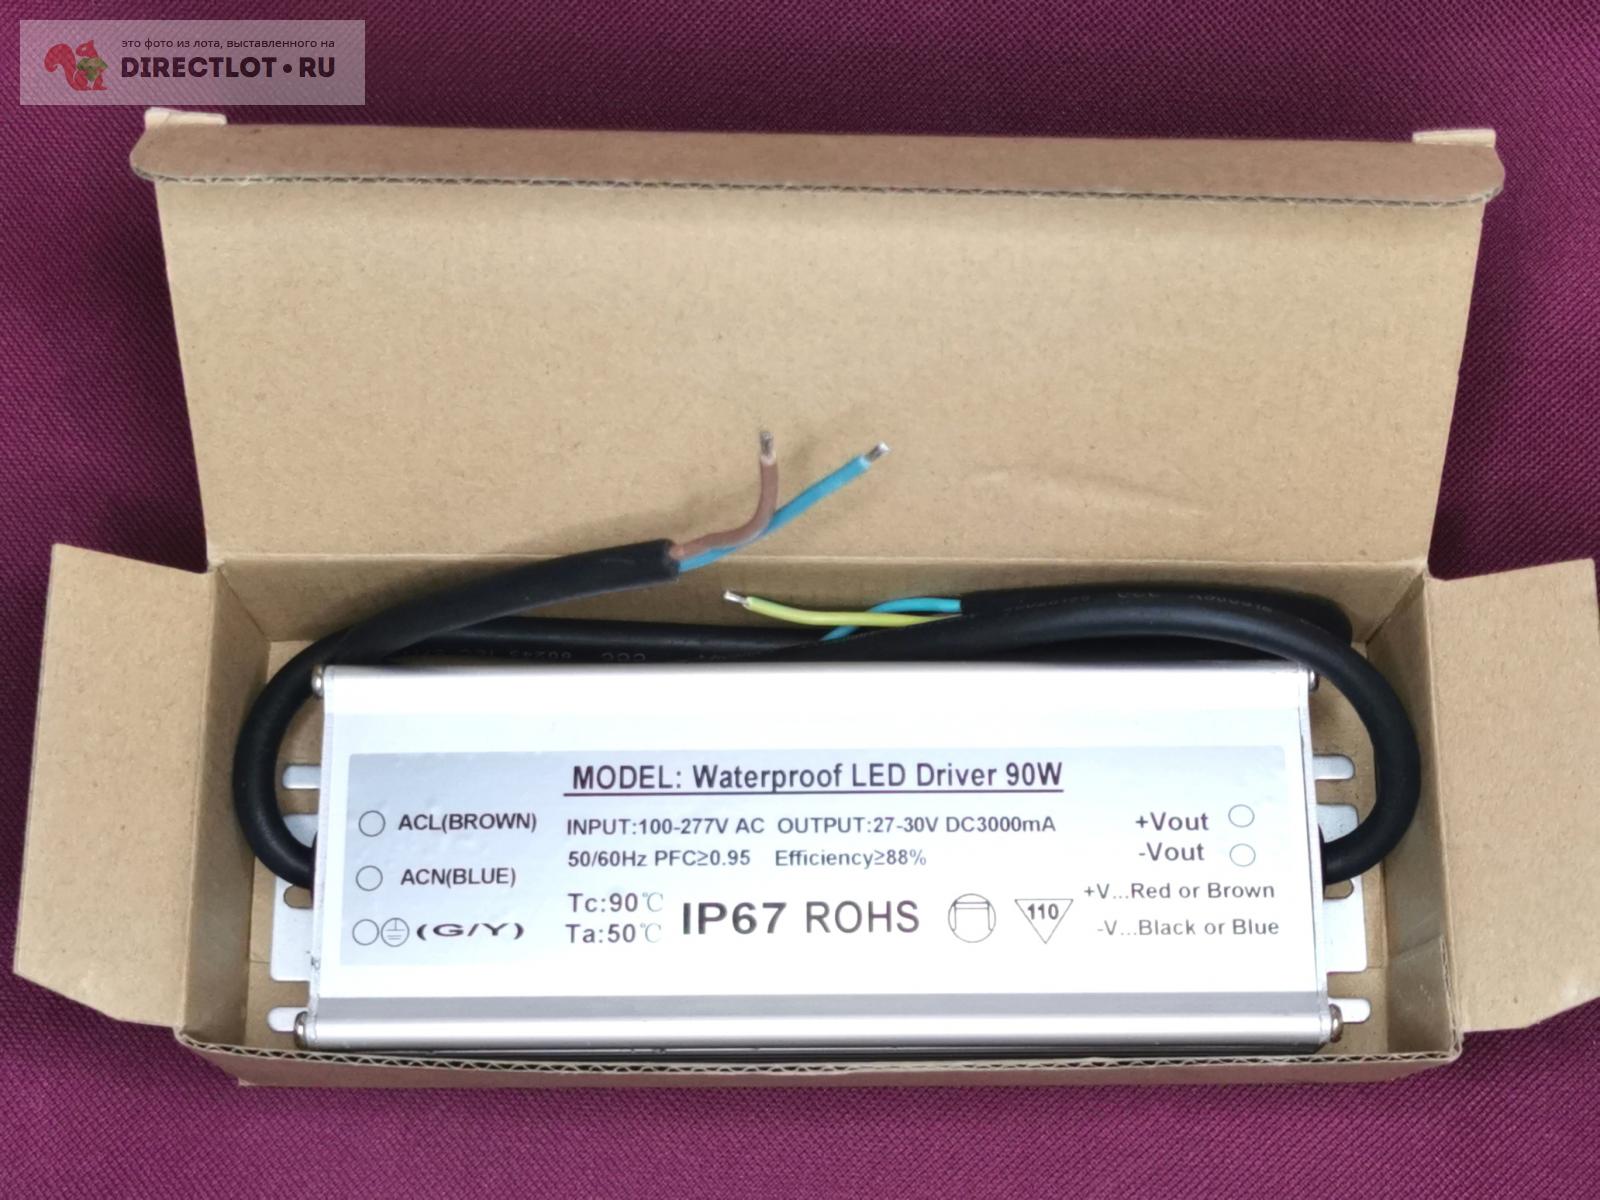 это фото из лота, выставленного на
DIRECTLOT•RU
MODEL: Waterproof LED Driver 90W
ACL(BROWN)
INPUT:100-277V AC OUTPUT:27-30V DC3000mA
+Vout
50/60Hz PFC≥0.95 Efficiency≥88%
-Vout
ACN(BLUE)
Tc:90℃
IP67 ROHS
110
+V...Red or Brown
(G/Y)
Ta:50℃
-V...Black or Blue